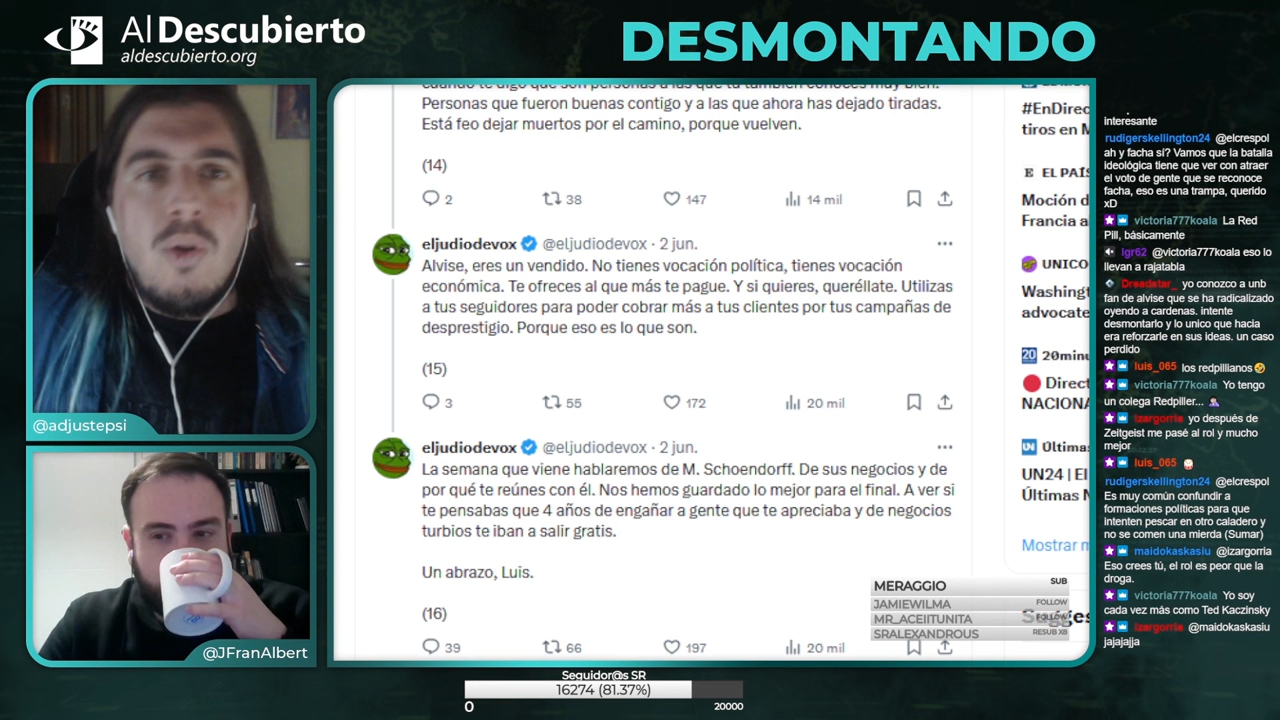 Al Descubierto
aldescubierto.org
DESMONTANDO
@adjustepsi
@JFranAlbert
cuando te digo que son personas a las que tú también conoces muy bien.
Personas que fueron buenas contigo y a las que ahora has dejado tiradas.
Está feo dejar muertos por el camino, porque vuelven.
(14)
2 38 147 14 mil
eljudiodevox @eljudiodevox · 2 jun.
Alvise, eres un vendido. No tienes vocación política, tienes vocación
económica. Te ofreces al que más te pague. Y si quieres, queréllate. Utilizas
a tus seguidores para poder cobrar más a tus clientes por tus campañas de
desprestigio. Porque eso es lo que son.
(15)
3 55 172 20 mil
eljudiodevox @eljudiodevox · 2 jun.
La semana que viene hablaremos de M. Schoendorff. De sus negocios y de
por qué te reúnes con él. Nos hemos guardado lo mejor para el final. A ver si
te pensabas que 4 años de engañar a gente que te apreciaba y de negocios
turbios te iban a salir gratis.
Un abrazo, Luis.
(16)
39 66 197 20 mil
#EnDirec
tiros en M
E EL PAÍS
Moción d
Francia a
UNICO
Washingt
advocate
20 20minu
Direct
NACIONA
UN Últimas
UN24 | El
Últimas N
Mostrar m
MERAGGIO SUB
JAMIEWILMA FOLLOW
MR_ACEIITUNITA FOLLOW
SRALEXANDROUS RESUB X8
interesante
rudigerskellington24 @elcrespol
ah y facha sí? Vamos que la batalla
ideológica tiene que ver con atraer
el voto de gente que se reconoce
facha, eso es una trampa, querido
xD
victoria777koala La Red
Pill, básicamente
igr62 @victoria777koala eso lo
llevan a rajatabla
Dreadstar_ yo conozco a unb
fan de alvise que se ha radicalizado
oyendo a cardenas. intente
desmontarlo y lo unico que hacia
era reforzarle en sus ideas. un caso
perdido
luis_065 los redpillianos🤣
victoria777koala Yo tengo
un colega Redpiller...
izargorria yo después de
Zeitgeist me pasé al rol y mucho
mejor
luis_065
rudigerskellington24 @elcrespol
Es muy común confundir a
formaciones políticas para que
intenten pescar en otro caladero y
no se comen una mierda (Sumar)
maidokaskasiu @izargorria
Eso crees tú, el rol es peor que la
droga.
victoria777koala Yo soy
cada vez más como Ted Kaczinsky
izargorria @maidokaskasiu
jajajajja
Seguidor@s SR
16274 (81.37%)
0 20000